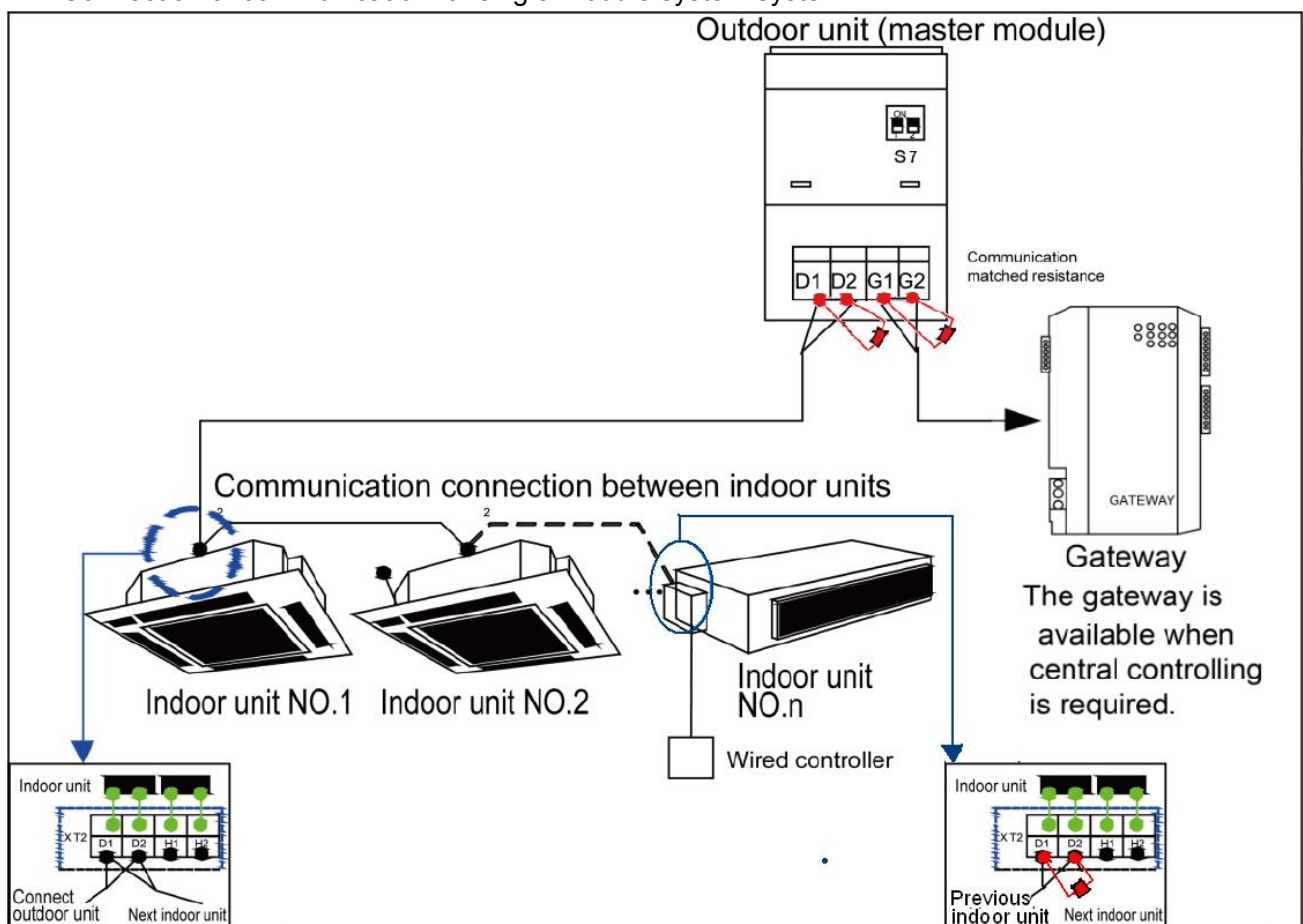 Outdoor unit (master module)
ON
1 2
S7
D1 D2 G1 G2
Communication
matched resistance
GATEWAY
Gateway
The gateway is
available when
central controlling
is required.
Communication connection between indoor units
2
2
Indoor unit NO.1
Indoor unit NO.2
Indoor unit
NO.n
Wired controller
Indoor unit
XT2
D1 D2 H1 H2
Connect
outdoor unit
Next indoor unit
Indoor unit
XT2
D1 D2 H1 H2
Previous
indoor unit
Next indoor unit